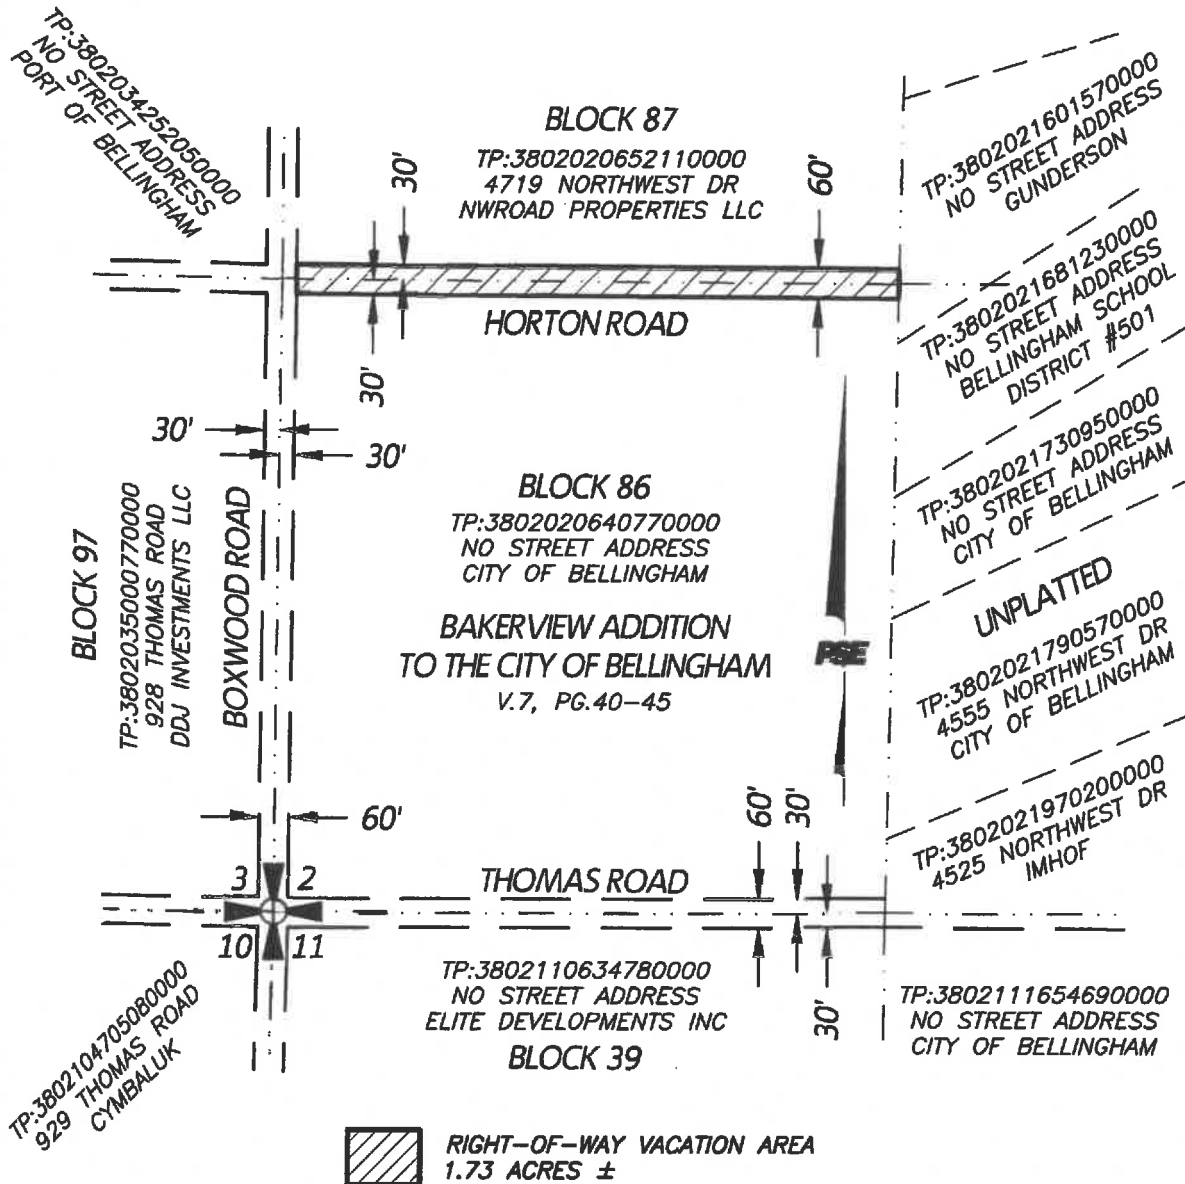 TP:3802034252050000
NO STREET ADDRESS
PORT OF BELLINGHAM
BLOCK 87
TP:3802020652110000
4719 NORTHWEST DR
NWROAD PROPERTIES LLC
30'
60'
TP:3802021601570000
NO STREET ADDRESS
GUNDERSON
HORTON ROAD
30'
TP:3802021681230000
NO STREET ADDRESS
BELLINGHAM SCHOOL
DISTRICT #501
30'
30'
BLOCK 97
TP:3802035000770000
928 THOMAS ROAD
DDJ INVESTMENTS LLC
BOXWOOD ROAD
BLOCK 86
TP:3802020640770000
NO STREET ADDRESS
CITY OF BELLINGHAM
BAKERVIEW ADDITION
TO THE CITY OF BELLINGHAM
V.7, PG.40-45
PSE
TP:3802021730950000
NO STREET ADDRESS
CITY OF BELLINGHAM
UNPLATTED
TP:3802021790570000
4555 NORTHWEST DR
CITY OF BELLINGHAM
60'
60'
30'
TP:3802021970200000
4525 NORTHWEST DR
IMHOF
3 2
THOMAS ROAD
10 11
TP:3802104705080000
929 THOMAS ROAD
CYMBALUK
TP:3802110634780000
NO STREET ADDRESS
ELITE DEVELOPMENTS INC
BLOCK 39
30'
TP:3802111654690000
NO STREET ADDRESS
CITY OF BELLINGHAM
RIGHT-OF-WAY VACATION AREA
1.73 ACRES ±